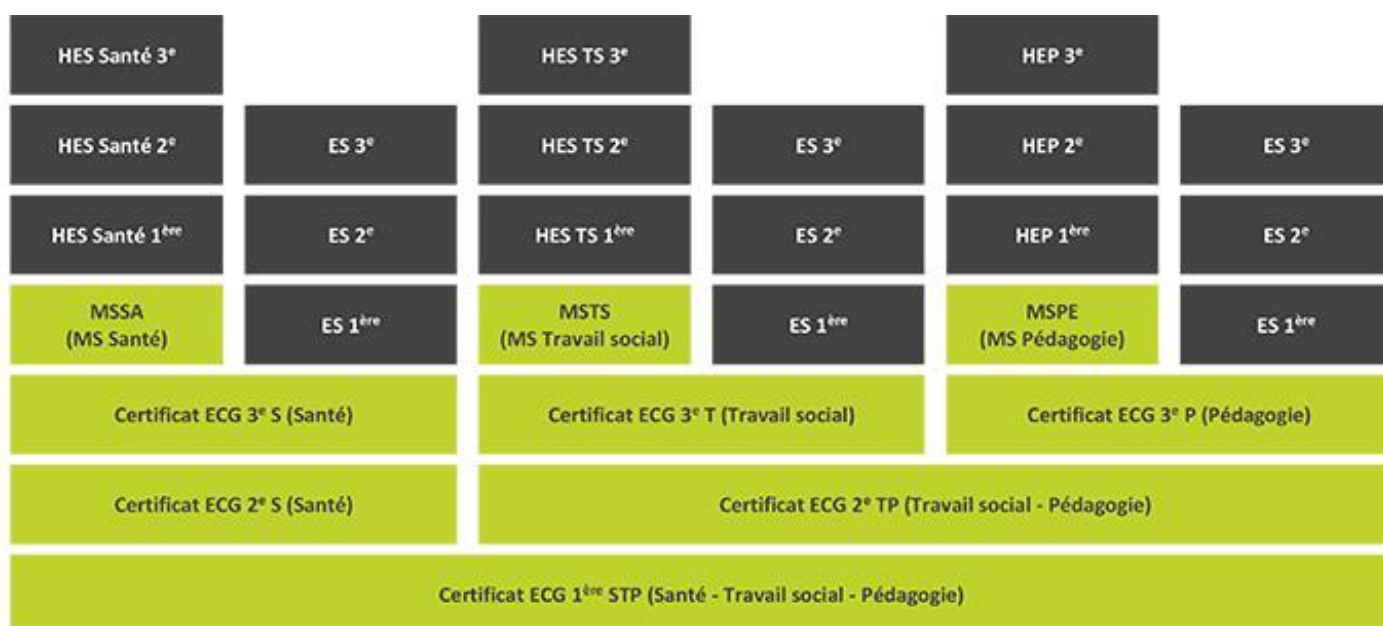 HES Santé 3e
HES TS 3e
HEP 3e
HES Santé 2e
ES 3e
HES TS 2e
ES 3e
HEP 2e
ES 3e
HES Santé 1ère
ES 2e
HES TS 1ère
ES 2e
HEP 1ère
ES 2e
MSSA
(MS Santé)
ES 1ère
MSTS
(MS Travail social)
ES 1ère
MSPE
(MS Pédagogie)
ES 1ère
Certificat ECG 3e S (Santé)
Certificat ECG 3e T (Travail social)
Certificat ECG 3e P (Pédagogie)
Certificat ECG 2e S (Santé)
Certificat ECG 2e TP (Travail social - Pédagogie)
Certificat ECG 1ère STP (Santé - Travail social - Pédagogie)